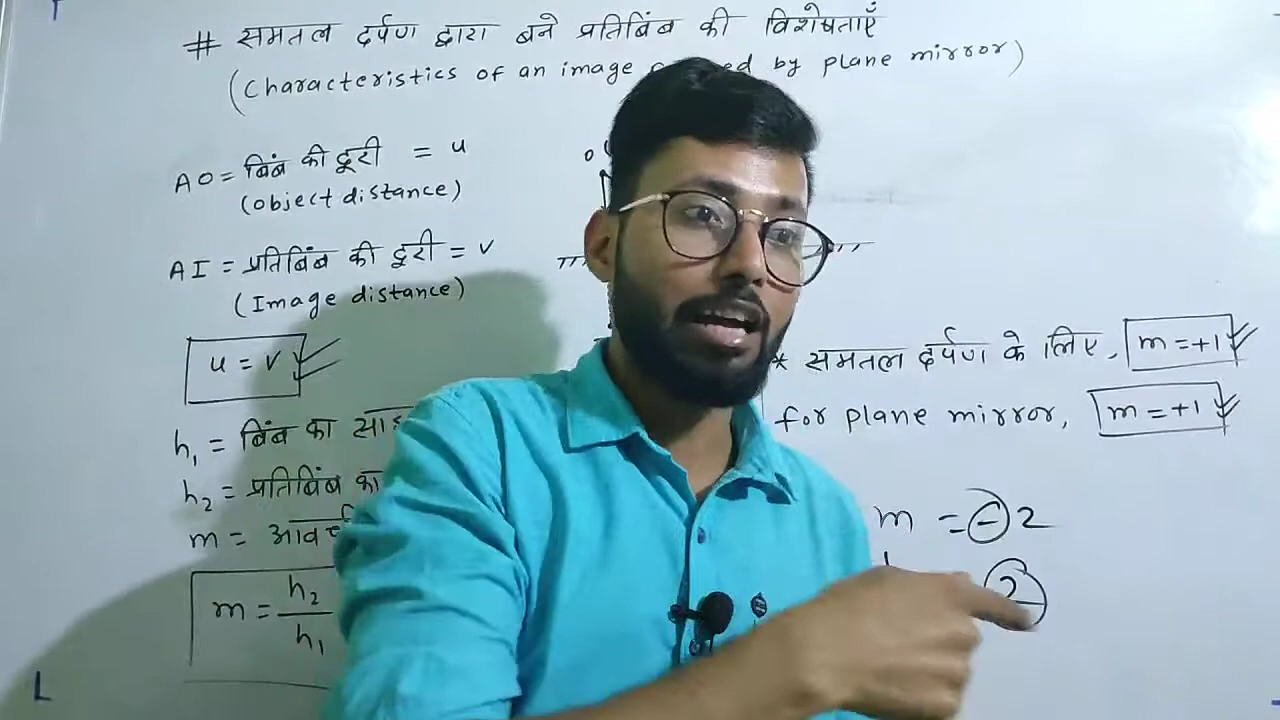 # समतल दर्पण द्वारा बने प्रतिबिंब की विशेषताएँ
(Characteristics of an image by plane mirror)
AO = बिंब की दूरी = u
(object distance)
AI = प्रतिबिंब की दूरी = v
(Image distance)
u = v
h₁ = बिंब का
h₂ = प्रतिबिंब का
m =
m = h₂/h₁
O
* समतल दर्पण के लिए, m = +1
for plane mirror, m = +1
m = -2
2